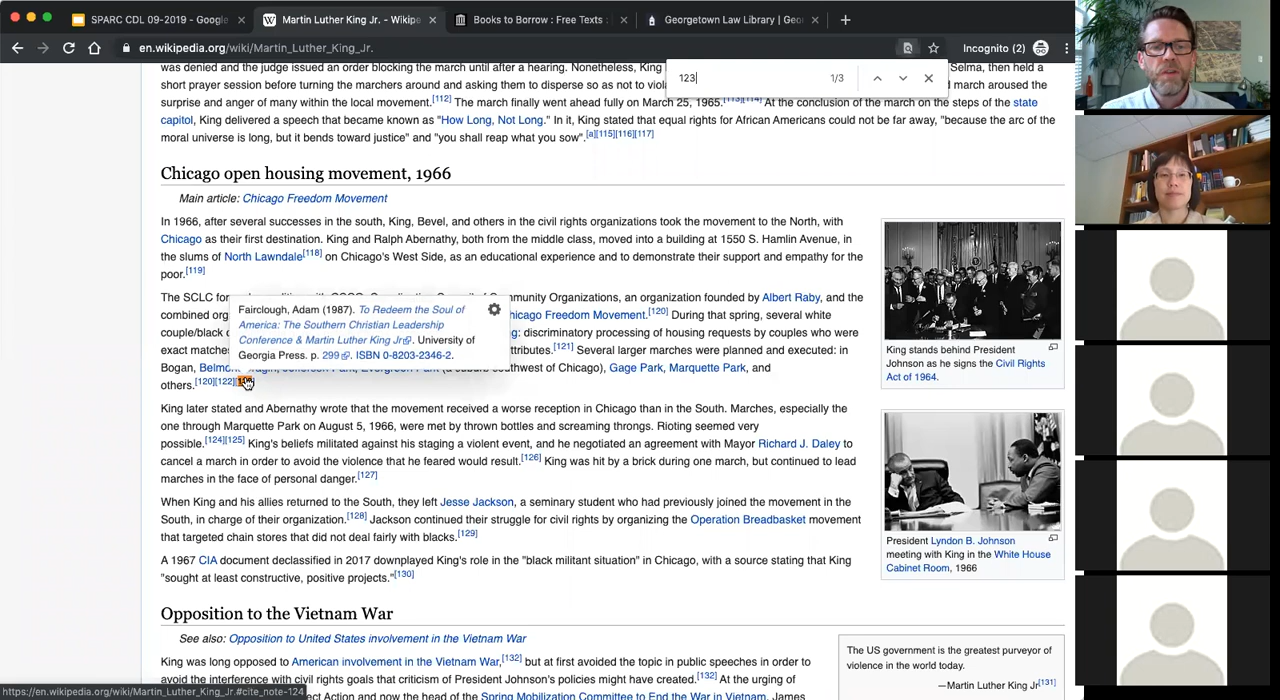 SPARC CDL 09-2019 - Google
Martin Luther King Jr. - Wikipe
Books to Borrow : Free Texts :
Georgetown Law Library | Geo
en.wikipedia.org/wiki/Martin_Luther_King_Jr.
Incognito (2)
123
1/3
was denied and the judge issued an order blocking the march until after a hearing. Nonetheless, King
Selma, then held a
short prayer session before turning the marchers around and asking them to disperse so as not to
march aroused the
surprise and anger of many within the local movement.[112] The march finally went ahead fully on March 25, 1965.[113][114] At the conclusion of the march on the steps of the state
capitol, King delivered a speech that became known as "How Long, Not Long." In it, King stated that equal rights for African Americans could not be far away, "because the arc of the
moral universe is long, but it bends toward justice" and "you shall reap what you sow".[a][115][116][117]
Chicago open housing movement, 1966
Main article: Chicago Freedom Movement
In 1966, after several successes in the south, King, Bevel, and others in the civil rights organizations took the movement to the North, with
Chicago as their first destination. King and Ralph Abernathy, both from the middle class, moved into a building at 1550 S. Hamlin Avenue, in
the slums of North Lawndale[118] on Chicago's West Side, as an educational experience and to demonstrate their support and empathy for the
poor.[119]
The SCLC
Community Organizations, an organization founded by Albert Raby, and the
combined
Chicago Freedom Movement.[120] During that spring, several white
couple/black
: discriminatory processing of housing requests by couples who were
exact
attributes.[121] Several larger marches were planned and executed: in
Bogan,
Evergreen Park (a suburb southwest of Chicago), Gage Park, Marquette Park, and
others.[120][122]
Fairclough, Adam (1987). To Redeem the Soul of
America: The Southern Christian Leadership
Conference & Martin Luther King Jr. University of
Georgia Press. p. 299. ISBN 0-8203-2346-2.
King later stated and Abernathy wrote that the movement received a worse reception in Chicago than in the South. Marches, especially the
one through Marquette Park on August 5, 1966, were met by thrown bottles and screaming throngs. Rioting seemed very
possible.[124][125] King's beliefs militated against his staging a violent event, and he negotiated an agreement with Mayor Richard J. Daley to
cancel a march in order to avoid the violence that he feared would result.[126] King was hit by a brick during one march, but continued to lead
marches in the face of personal danger.[127]
When King and his allies returned to the South, they left Jesse Jackson, a seminary student who had previously joined the movement in the
South, in charge of their organization.[128] Jackson continued their struggle for civil rights by organizing the Operation Breadbasket movement
that targeted chain stores that did not deal fairly with blacks.[129]
A 1967 CIA document declassified in 2017 downplayed King's role in the "black militant situation" in Chicago, with a source stating that King
"sought at least constructive, positive projects."[130]
King stands behind President
Johnson as he signs the Civil Rights
Act of 1964.
President Lyndon B. Johnson
meeting with King in the White House
Cabinet Room, 1966
Opposition to the Vietnam War
See also: Opposition to United States involvement in the Vietnam War
King was long opposed to American involvement in the Vietnam War,[132] but at first avoided the topic in public speeches in order to
avoid the interference with civil rights goals that criticism of President Johnson's policies might have created.[132] At the urging of
ct Action and now the head of the Spring Mobilization Committee to End the War in Vietnam, James
The US government is the greatest purveyor of
violence in the world today.
—Martin Luther King Jr[131]
https://en.wikipedia.org/wiki/Martin_Luther_King_Jr.#cite_note-124